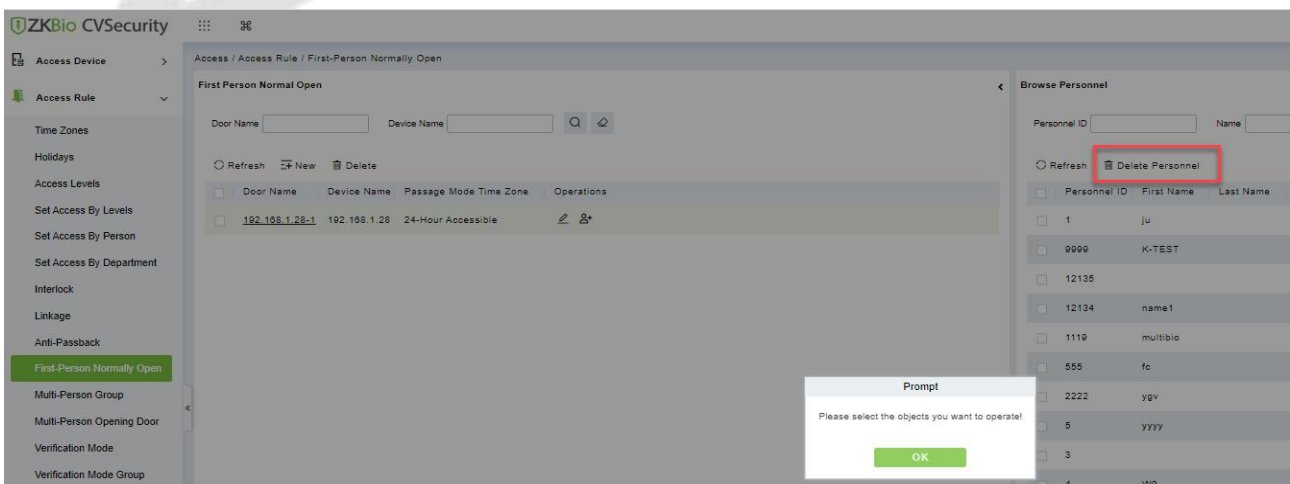 ZKBio CVSecurity
Access Device
Access Rule
Time Zones
Holidays
Access Levels
Set Access By Levels
Set Access By Person
Set Access By Department
Interlock
Linkage
Anti-Passback
First-Person Normally Open
Multi-Person Group
Multi-Person Opening Door
Verification Mode
Verification Mode Group
Access / Access Rule / First-Person Normally Open
First Person Normal Open
Door Name Device Name
Refresh New Delete
Door Name Device Name Passage Mode Time Zone Operations
192.168.1.28-1 192.168.1.28 24-Hour Accessible
Browse Personnel
Personnel ID Name
Refresh Delete Personnel
Personnel ID First Name Last Name
1 ju
9999 K-TEST
12135
12134 name1
1119 multibio
555 fc
2222 ygv
5 yyyy
3
Prompt
Please select the objects you want to operate!
OK